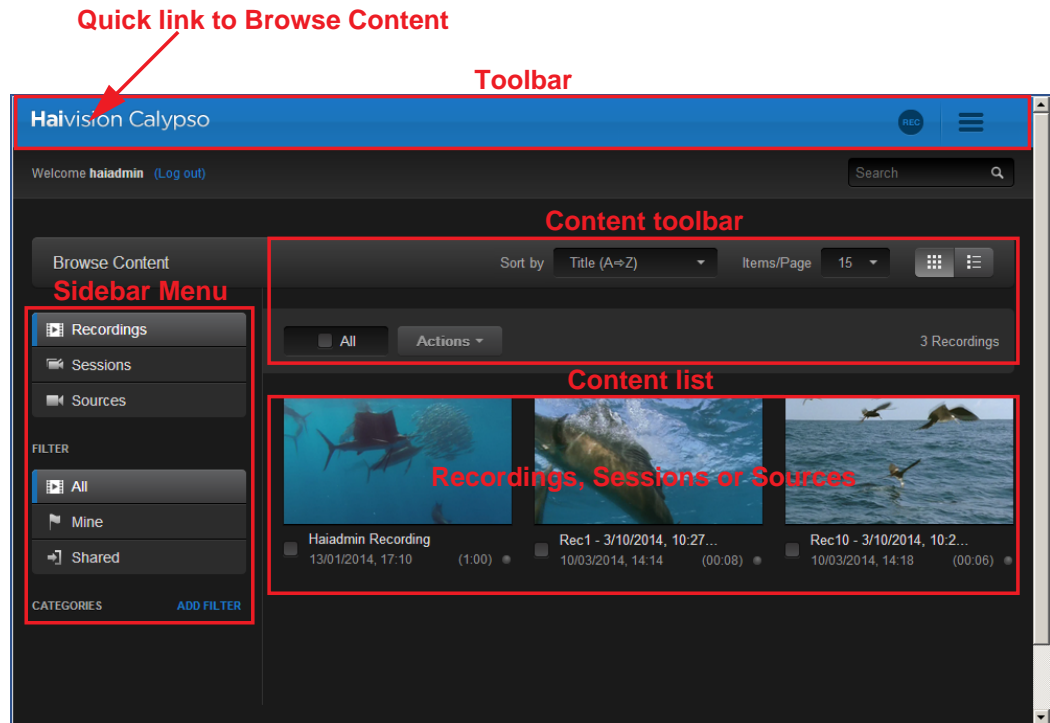 Quick link to Browse Content
Toolbar
Haivision Calypso
REC
Welcome haiadmin (Log out)
Search
Content toolbar
Browse Content
Sort by Title (A⇨Z)
Items/Page 15
Sidebar Menu
Recordings
All
Actions
3 Recordings
Sessions
Sources
Content list
Recordings, Sessions or Sources
FILTER
All
Mine
Shared
CATEGORIES ADD FILTER
Haiadmin Recording
13/01/2014, 17:10 (1:00)
Rec1 - 3/10/2014, 10:27...
10/03/2014, 14:14 (00:08)
Rec10 - 3/10/2014, 10:2...
10/03/2014, 14:18 (00:06)